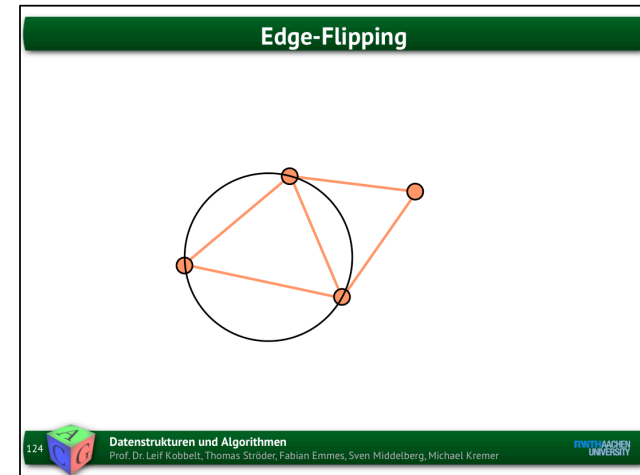 Edge-Flipping
124
A
C
G
Datenstrukturen und Algorithmen
Prof. Dr. Leif Kobbelt, Thomas Ströder, Fabian Emmes, Sven Middelberg, Michael Kremer
RWTHAACHEN
UNIVERSITY